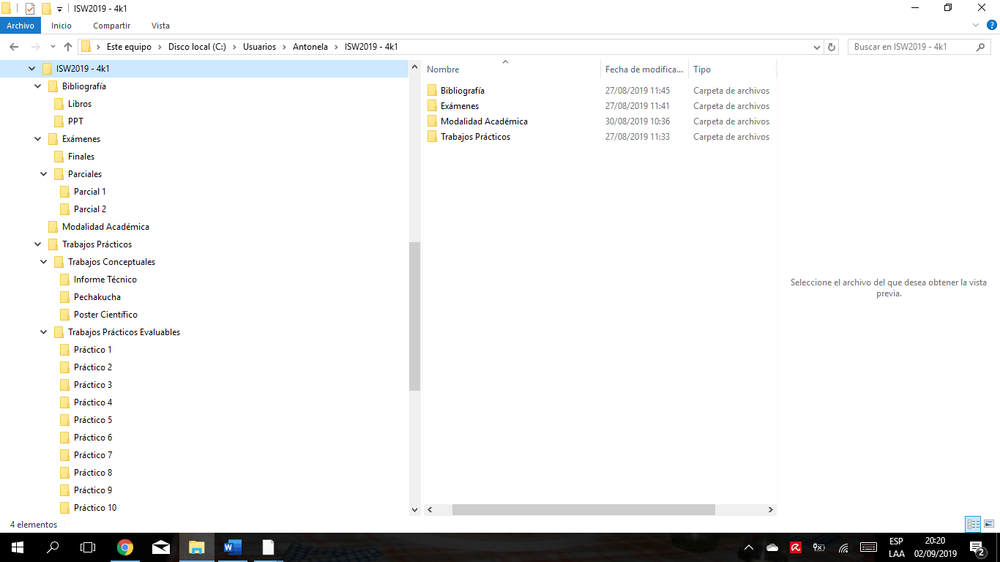 ISW2019 - 4k1
Archivo Inicio Compartir Vista
Este equipo Disco local (C:) Usuarios Antonela ISW2019 - 4k1
Buscar en ISW2019 - 4k1
ISW2019 - 4k1
Bibliografía
Libros
PPT
Exámenes
Finales
Parciales
Parcial 1
Parcial 2
Modalidad Académica
Trabajos Prácticos
Trabajos Conceptuales
Informe Técnico
Pechakucha
Poster Científico
Trabajos Prácticos Evaluables
Práctico 1
Práctico 2
Práctico 3
Práctico 4
Práctico 5
Práctico 6
Práctico 7
Práctico 8
Práctico 9
Práctico 10
Nombre Fecha de modifica... Tipo
Bibliografía 27/08/2019 11:45 Carpeta de archivos
Exámenes 27/08/2019 11:41 Carpeta de archivos
Modalidad Académica 30/08/2019 10:36 Carpeta de archivos
Trabajos Prácticos 27/08/2019 11:33 Carpeta de archivos
Seleccione el archivo del que desea obtener la vista
previa.
4 elementos
ESP
LAA
20:20
02/09/2019
2